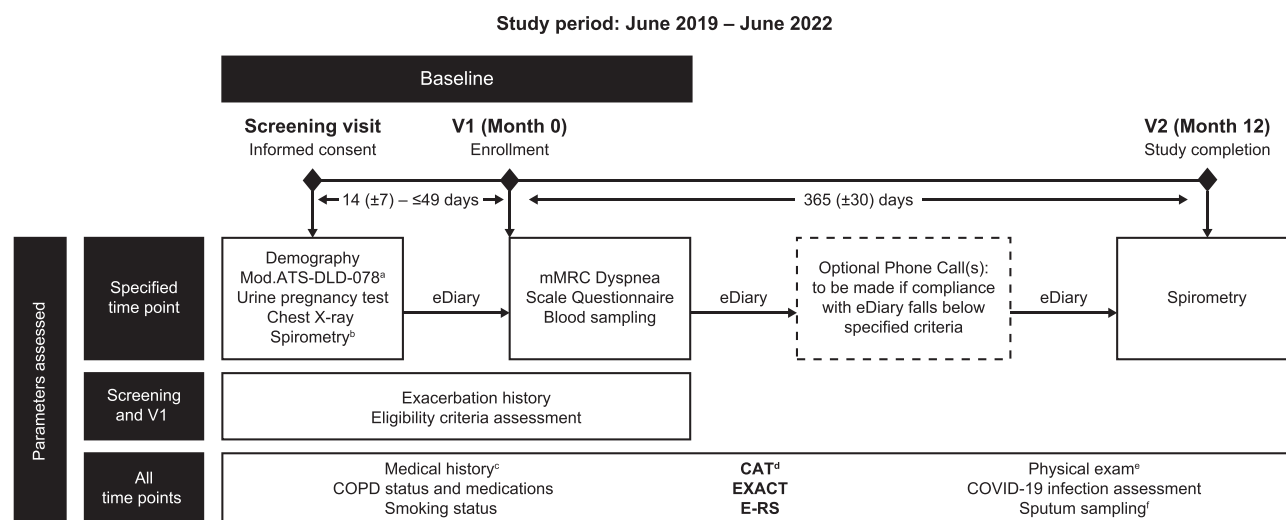 Study period: June 2019 – June 2022
Baseline
Screening visit
Informed consent
V1 (Month 0)
Enrollment
V2 (Month 12)
Study completion
14 (±7) – ≤49 days
365 (±30) days
Parameters assessed
Specified
time point
Demography
Mod.ATS-DLD-078ᵃ
Urine pregnancy test
Chest X-ray
Spirometryᵇ
eDiary
mMRC Dyspnea
Scale Questionnaire
Blood sampling
eDiary
Optional Phone Call(s):
to be made if compliance
with eDiary falls below
specified criteria
eDiary
Spirometry
Screening
and V1
Exacerbation history
Eligibility criteria assessment
All
time points
Medical historyᶜ
COPD status and medications
Smoking status
CATᵈ
EXACT
E-RS
Physical examᵉ
COVID-19 infection assessment
Sputum samplingᶠ